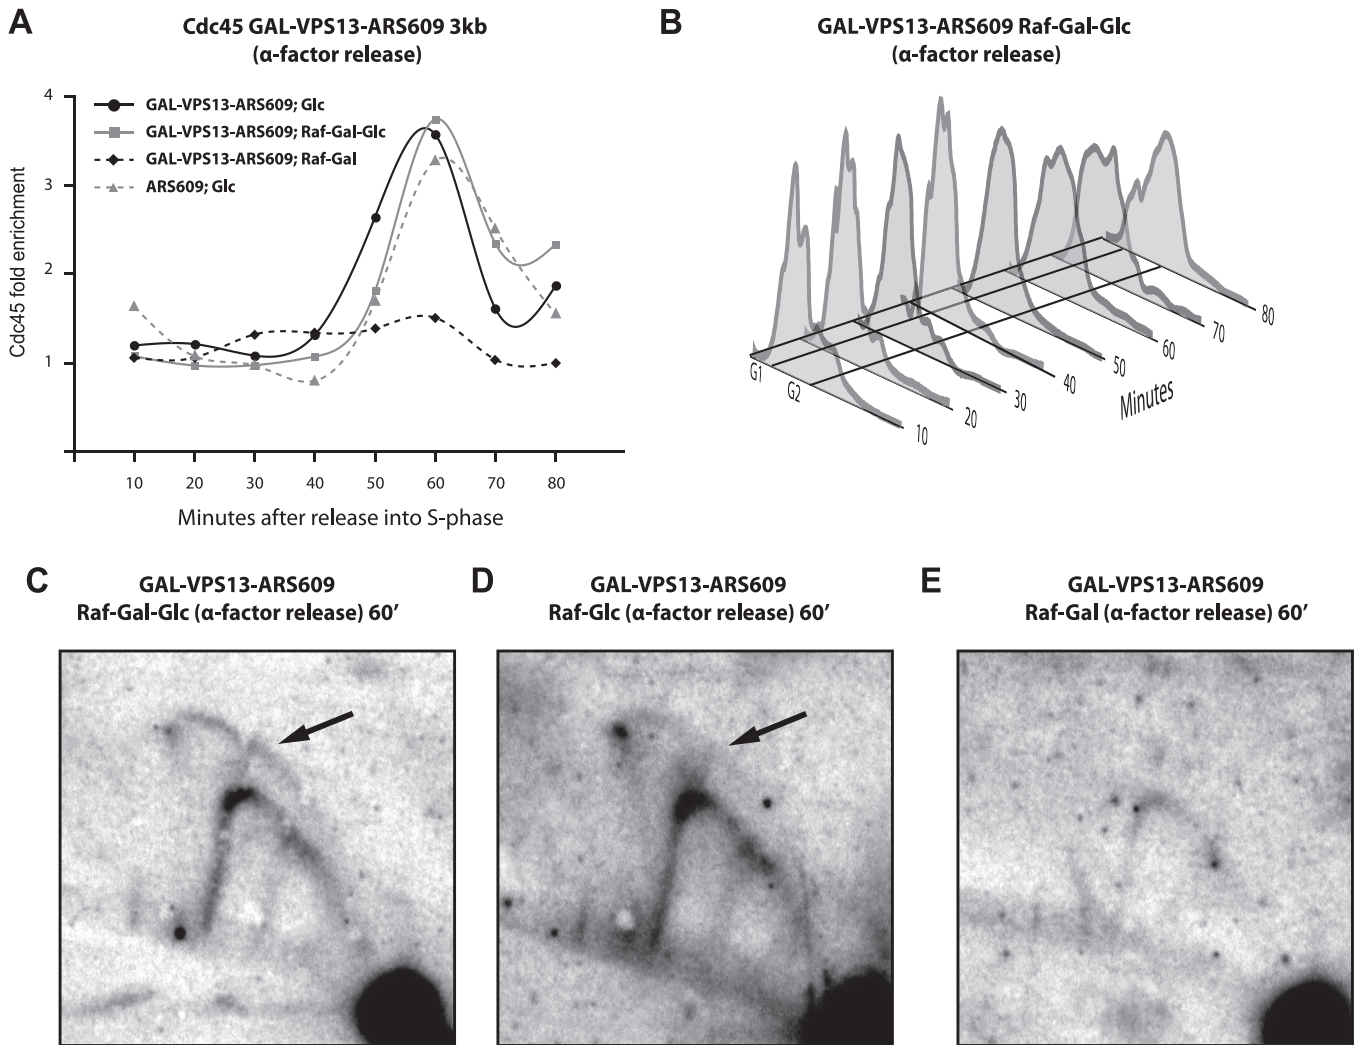 A
Cdc45 GAL-VPS13-ARS609 3kb
(α-factor release)
Cdc45 fold enrichment
4
3
2
1
GAL-VPS13-ARS609; Glc
GAL-VPS13-ARS609; Raf-Gal-Glc
GAL-VPS13-ARS609; Raf-Gal
ARS609; Glc
10 20 30 40 50 60 70 80
Minutes after release into S-phase
B
GAL-VPS13-ARS609 Raf-Gal-Glc
(α-factor release)
G1
G2
10
20
30
40
50
60
70
80
Minutes
C
GAL-VPS13-ARS609
Raf-Gal-Glc (α-factor release) 60′
D
GAL-VPS13-ARS609
Raf-Glc (α-factor release) 60′
E
GAL-VPS13-ARS609
Raf-Gal (α-factor release) 60′